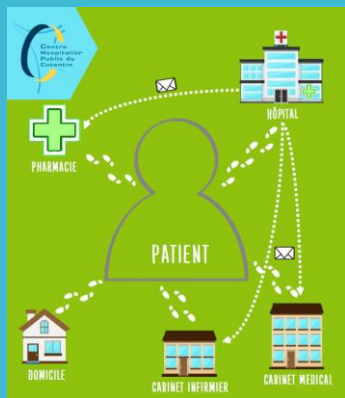 Centre
Hospitalier
Public du
Cotentin
HÔPITAL
PHARMACIE
PATIENT
DOMICILE
CABINET INFIRMIER
CABINET MEDICAL